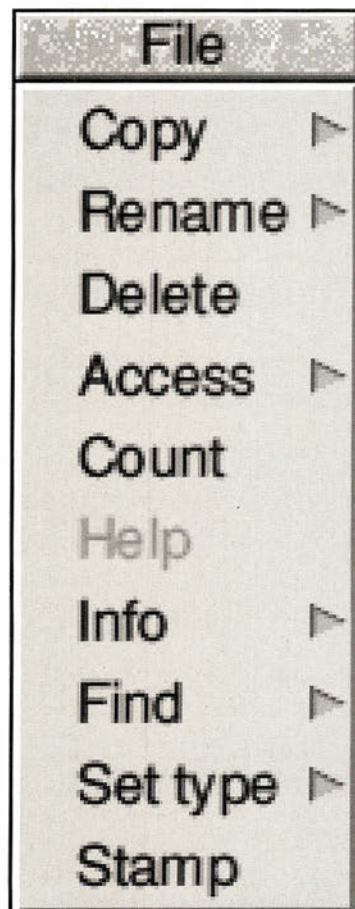 File
Copy
Rename
Delete
Access
Count
Help
Info
Find
Set type
Stamp